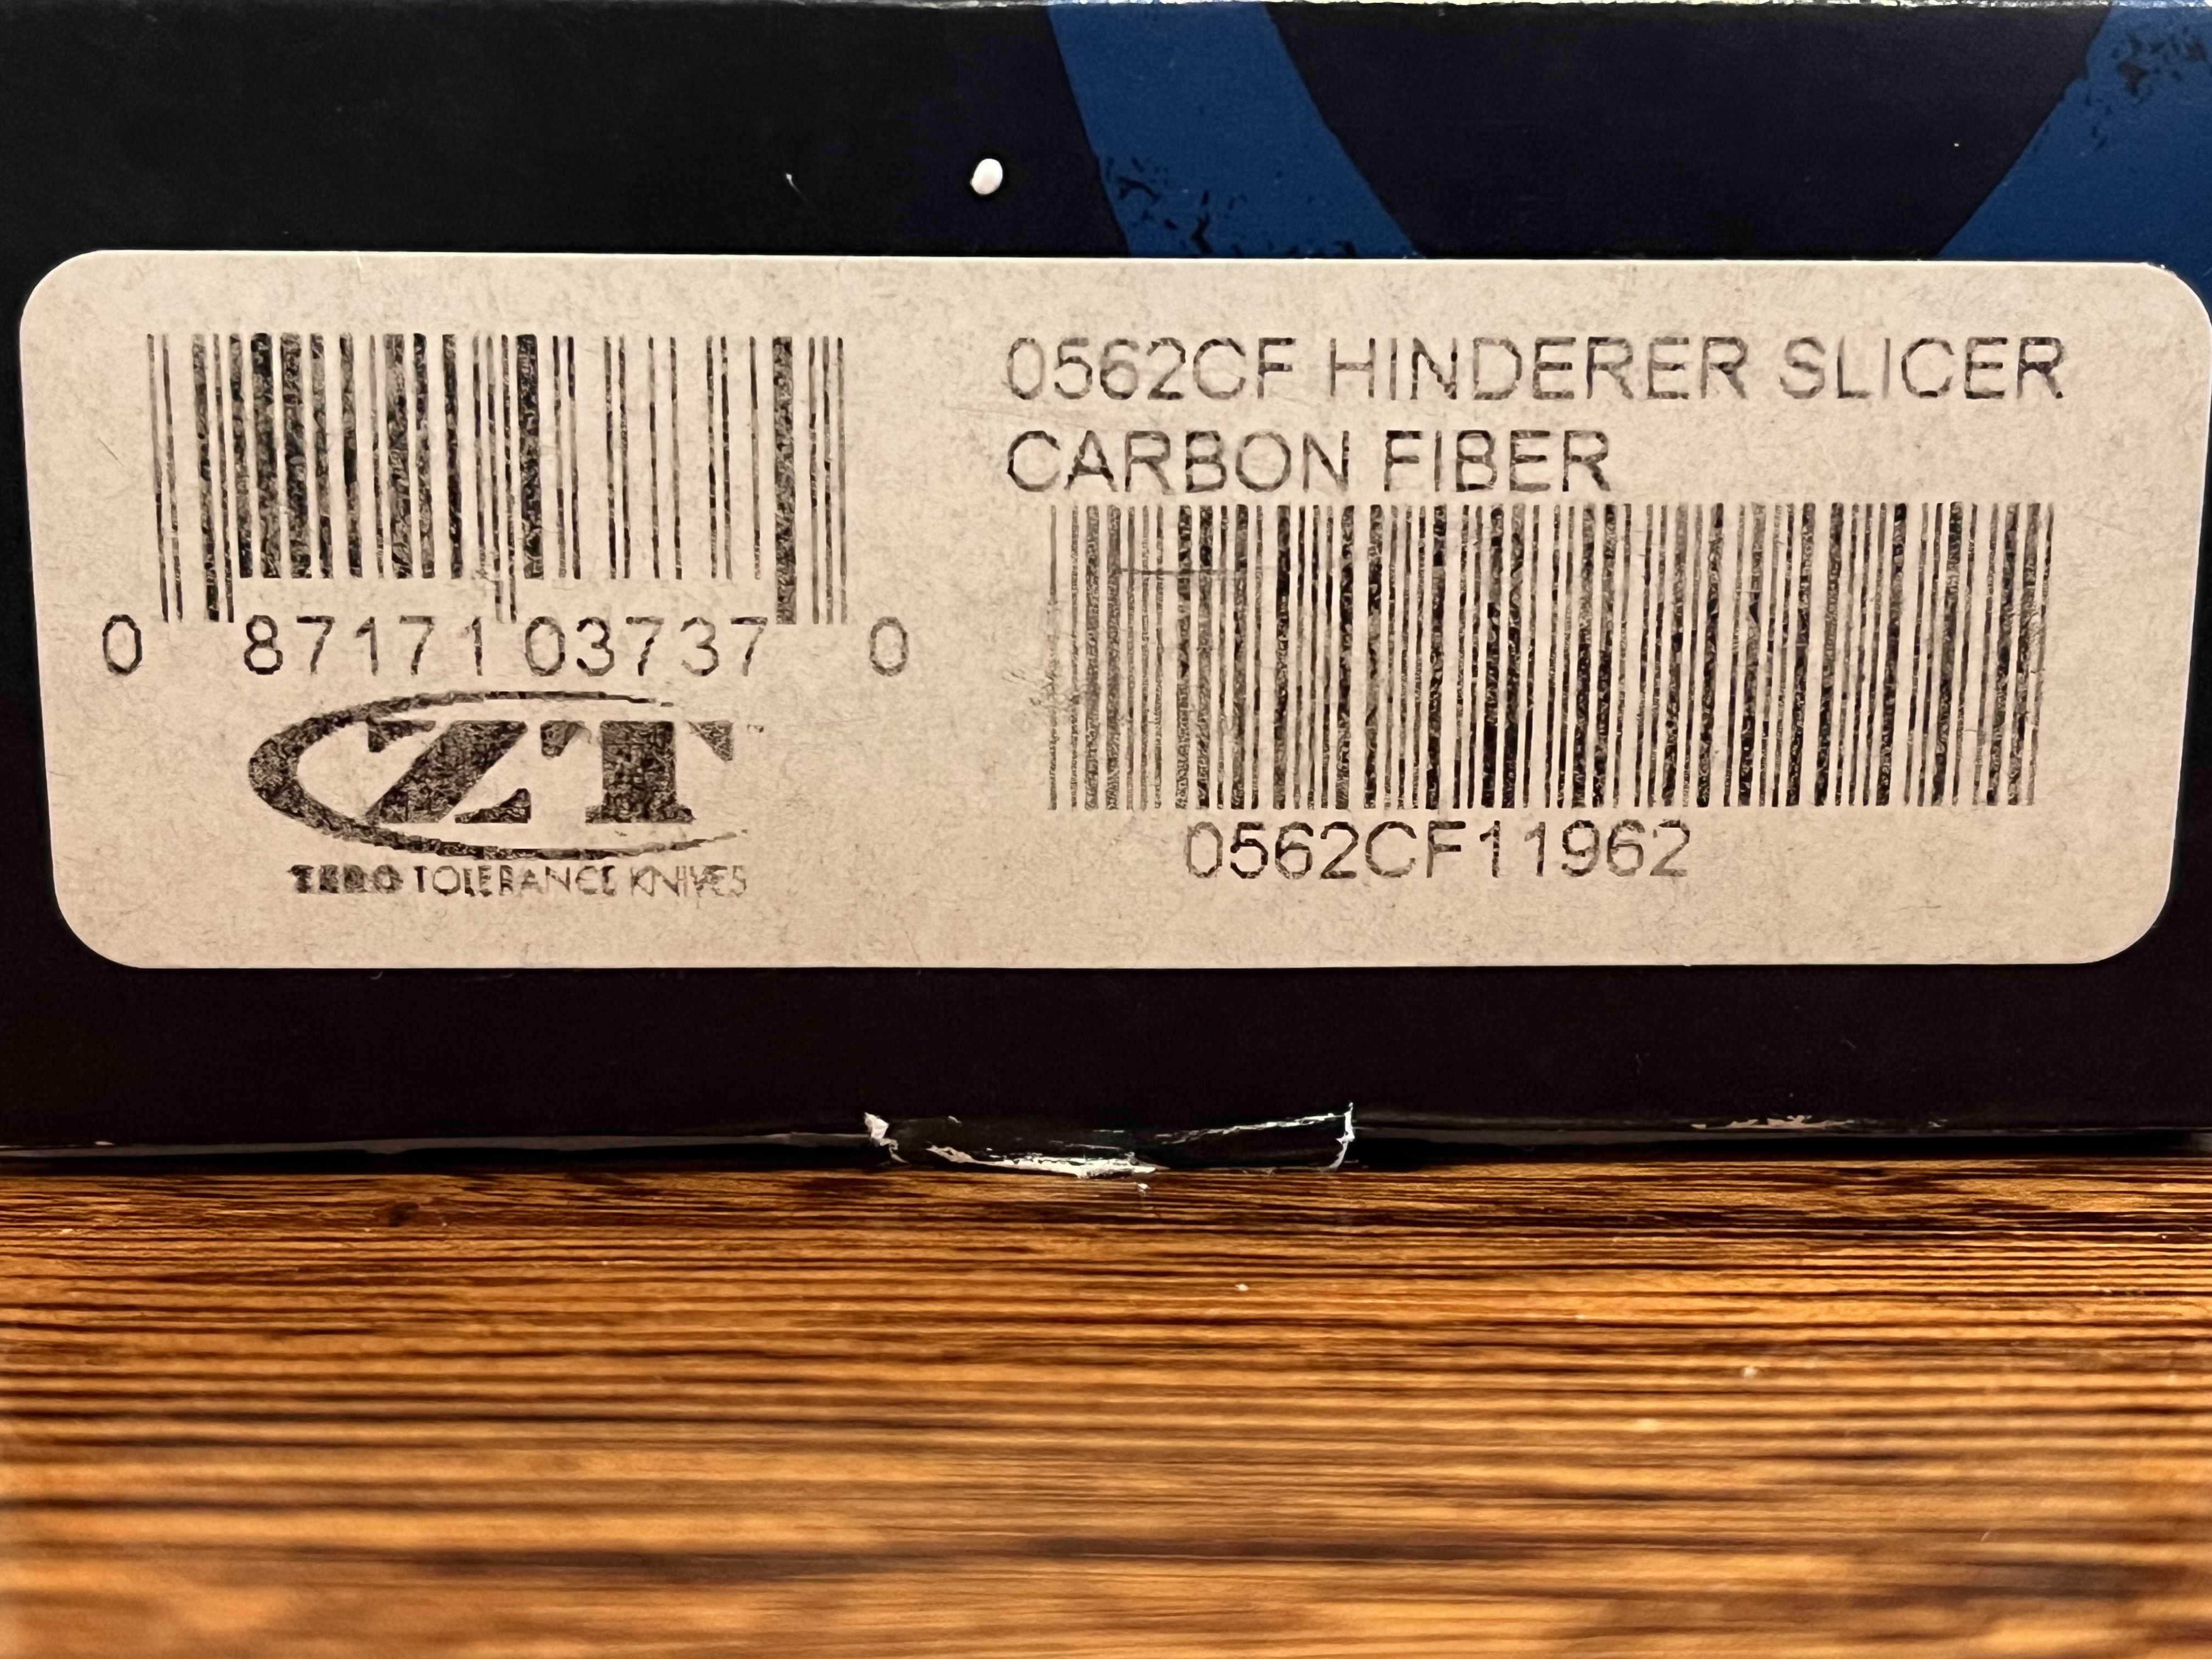 0562CF HINDERER SLICER
CARBON FIBER
0 87171 03737 0
ZT
ZERO TOLERANCE KNIVES
0562CF11962